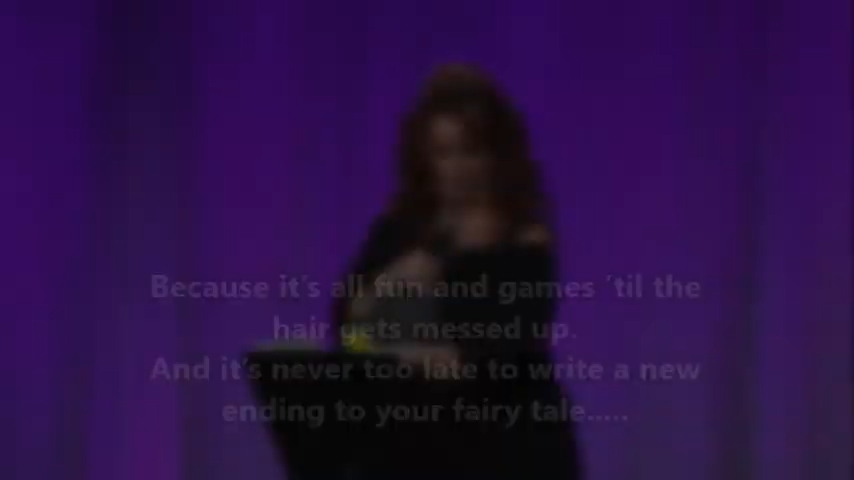 Because it's all fun and games 'til the
hair gets messed up.
And it's never too late to write a new
ending to your fairy tale.....